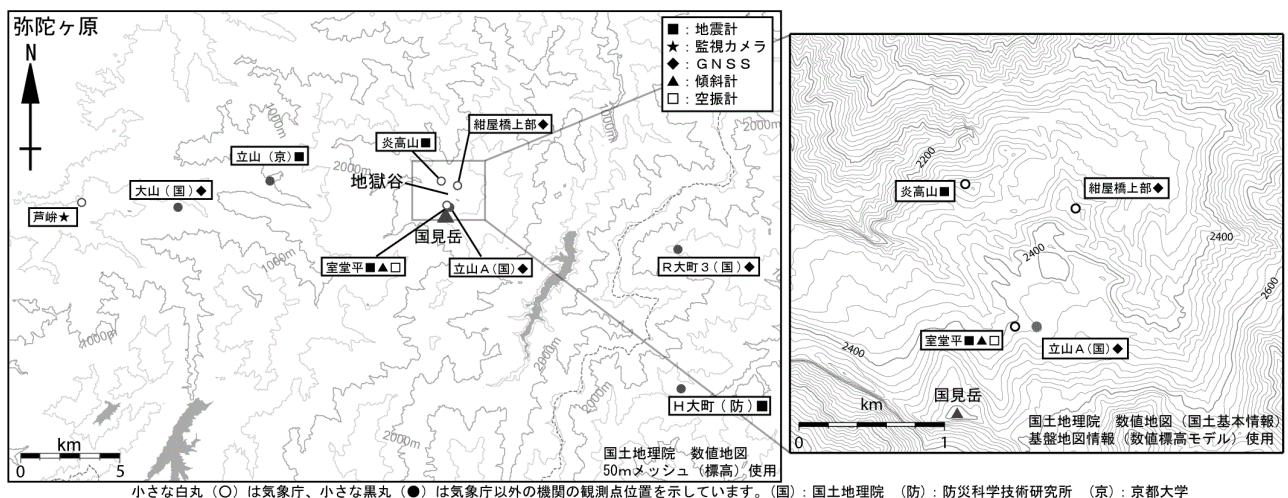 弥陀ヶ原
N
■：地震計
★：監視カメラ
◆：ＧＮＳＳ
▲：傾斜計
□：空振計
炎高山■
紺屋橋上部◆
立山（京）■
大山（国）◆
芦峅★
地獄谷
国見岳
室堂平■▲□
立山Ａ（国）◆
Ｒ大町３（国）◆
Ｈ大町（防）■
1000m
2000m
1000m
2000m
1000m
1000m
2000m
2000m
2000m
km
0 5
国土地理院　数値地図
50mメッシュ（標高）使用
2200
炎高山■
紺屋橋上部◆
2400
2400
2600
室堂平■▲□
立山Ａ（国）◆
2400
国見岳
km
0 1
国土地理院　数値地図（国土基本情報）
基盤地図情報（数値標高モデル）使用
小さな白丸（○）は気象庁、小さな黒丸（●）は気象庁以外の機関の観測点位置を示しています。（国）：国土地理院　（防）：防災科学技術研究所　（京）：京都大学